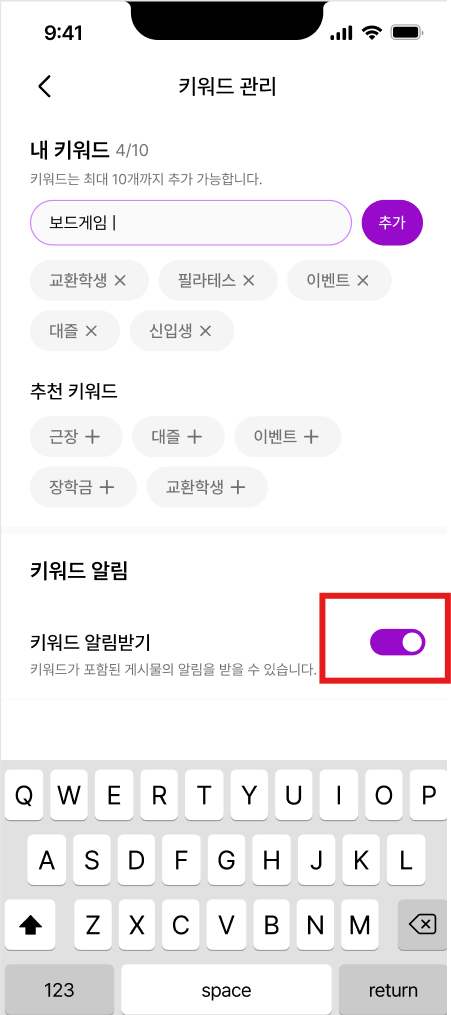 9:41
키워드 관리
내 키워드 4/10
키워드는 최대 10개까지 추가 가능합니다.
보드게임 | 추가
교환학생 × 필라테스 × 이벤트 ×
대즐 × 신입생 ×
추천 키워드
근장 + 대즐 + 이벤트 +
장학금 + 교환학생 +
키워드 알림
키워드 알림받기
키워드가 포함된 게시물의 알림을 받을 수 있습니다.
Q W E R T Y U I O P
A S D F G H J K L
Z X C V B N M
123 space return